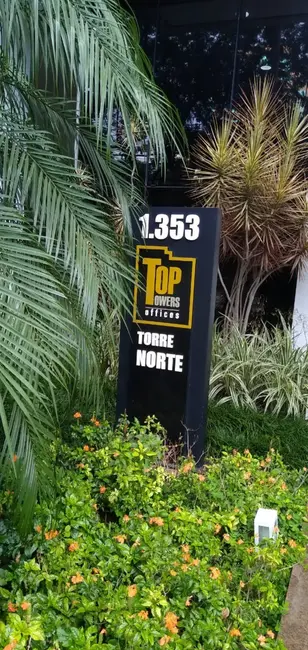 1.353
TOP
TOWERS
offices
TORRE
NORTE